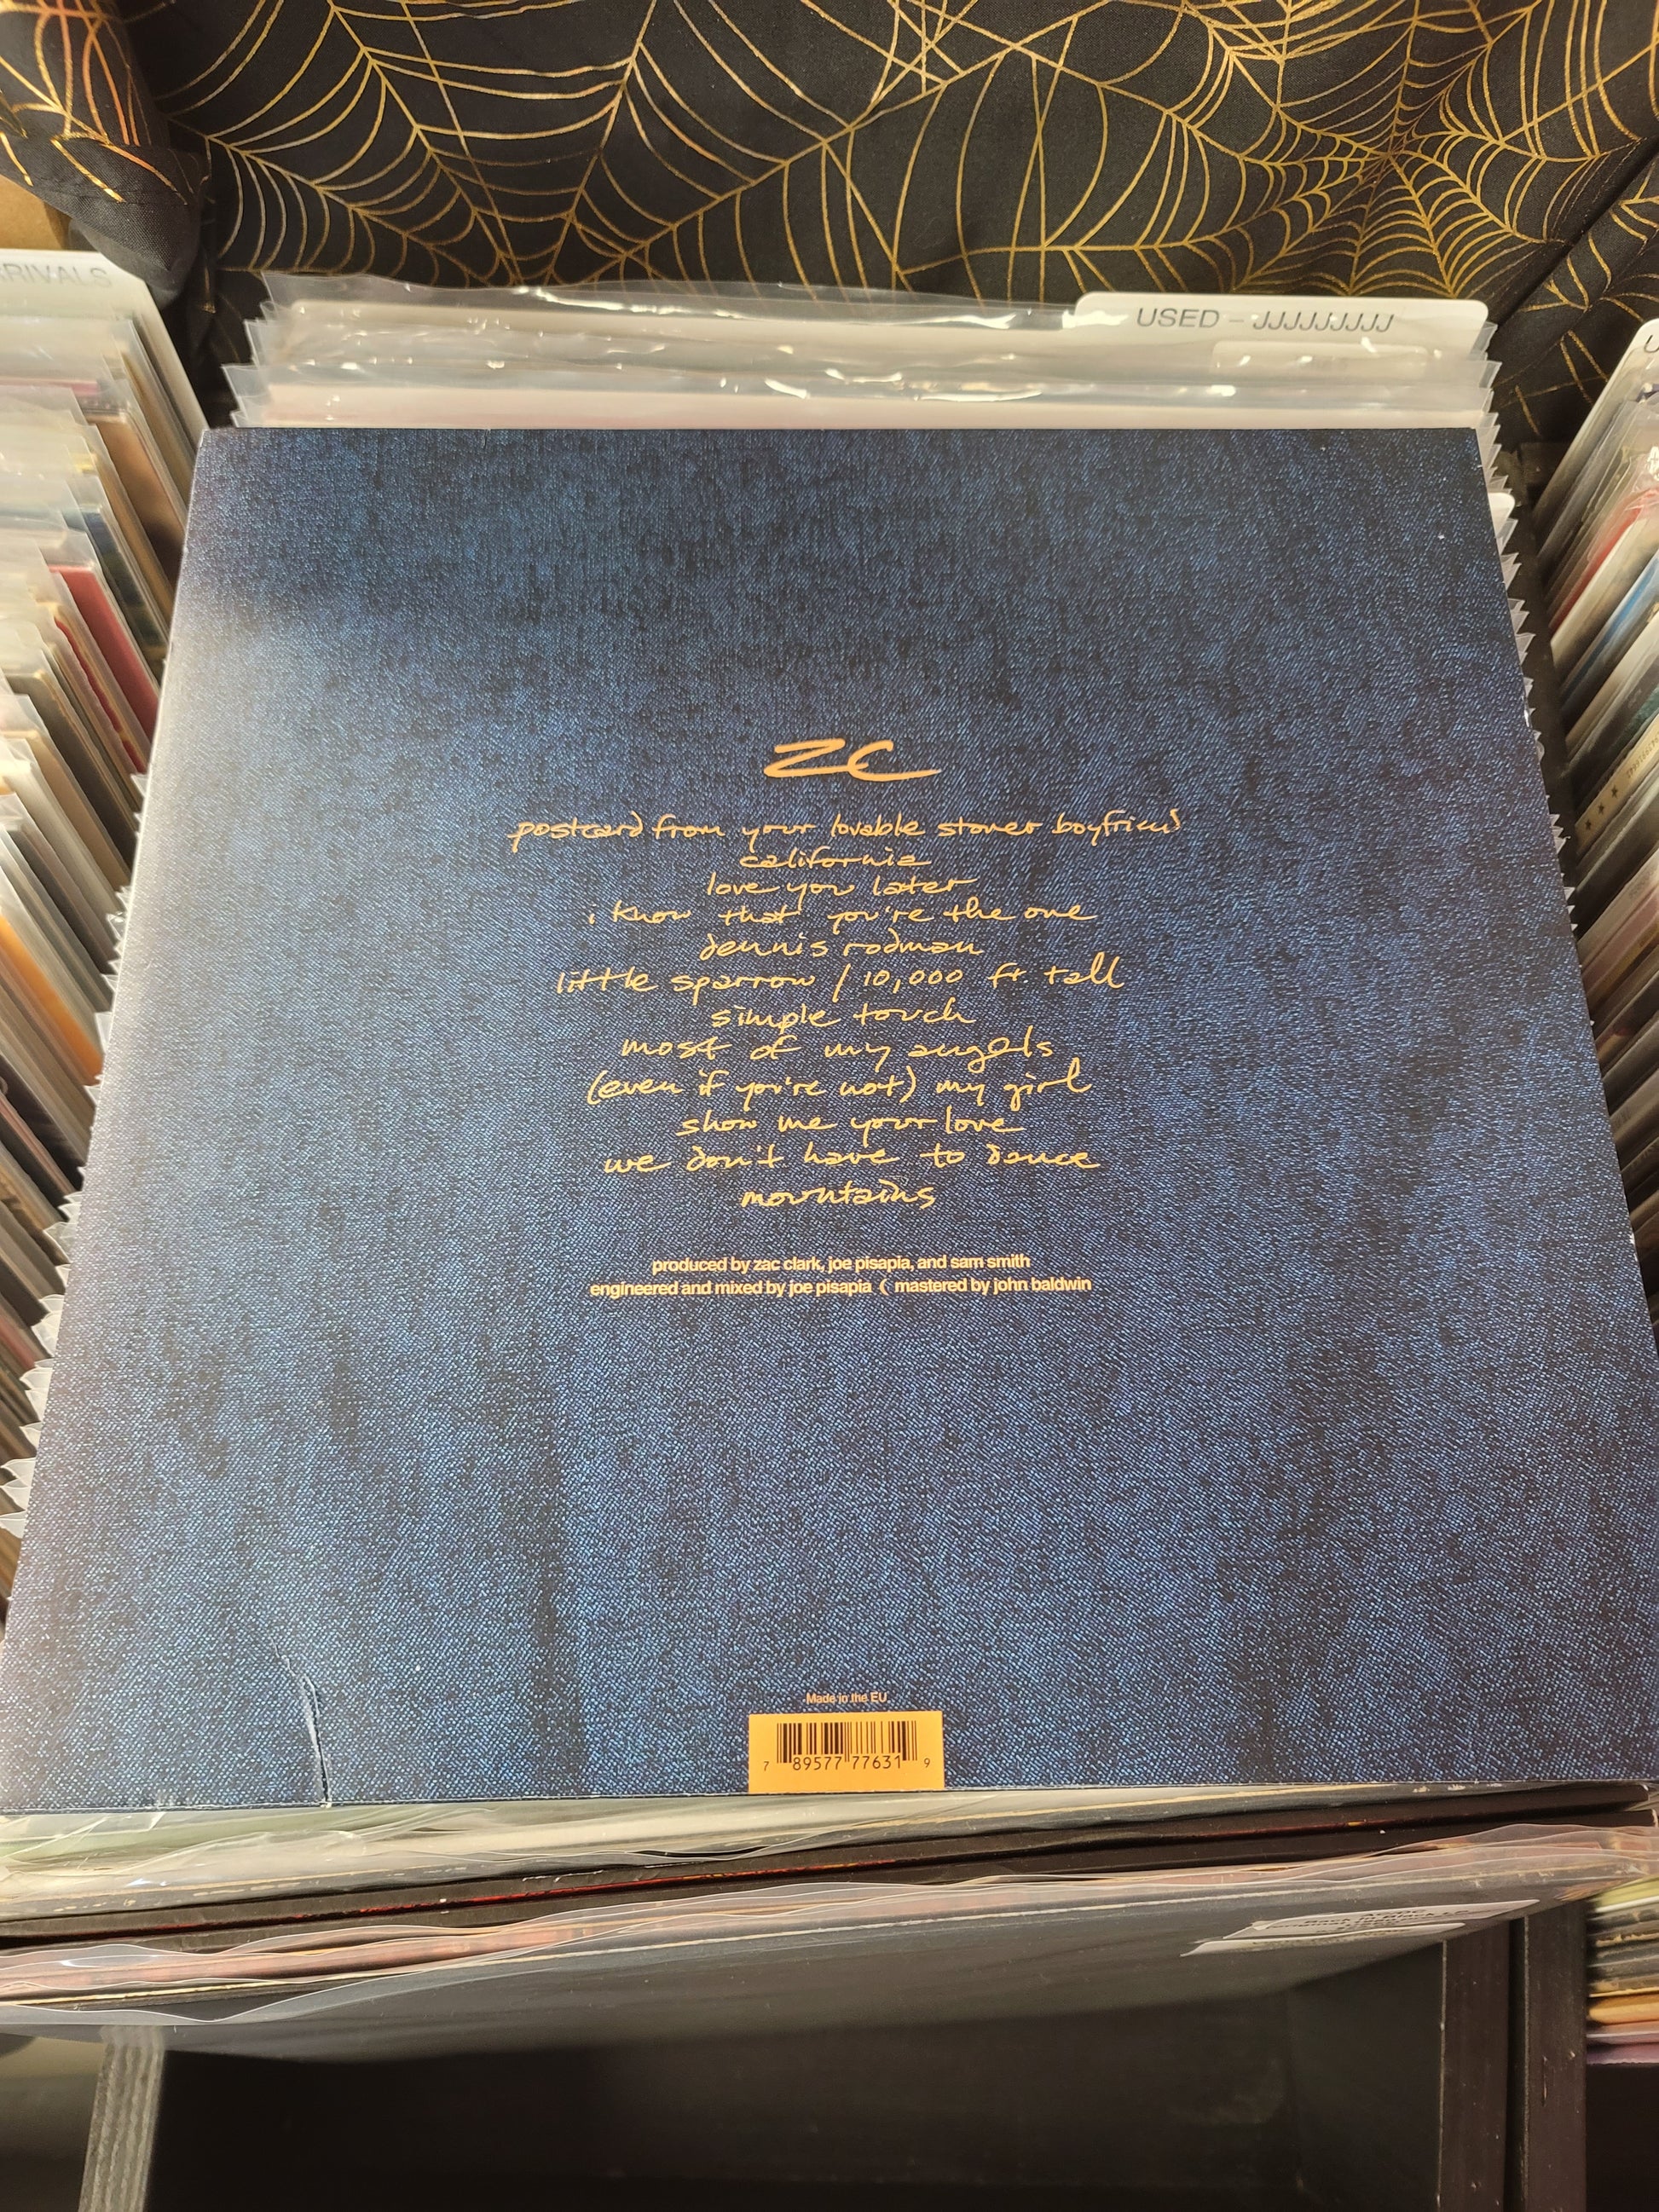 RRIVALS
USED – JJJJJJJJJ
ZC
postcard from your lovable stoner boyfriend
california
love you later
i know that you're the one
dennis rodman
little sparrow / 10,000 ft. tall
simple touch
most of my angels
(even if you're not) my girl
show me your love
we don't have to dance
mountains
produced by zac clark, joe pisapia, and sam smith
engineered and mixed by joe pisapia ( mastered by john baldwin
Made in the EU
7 89577 77631 9